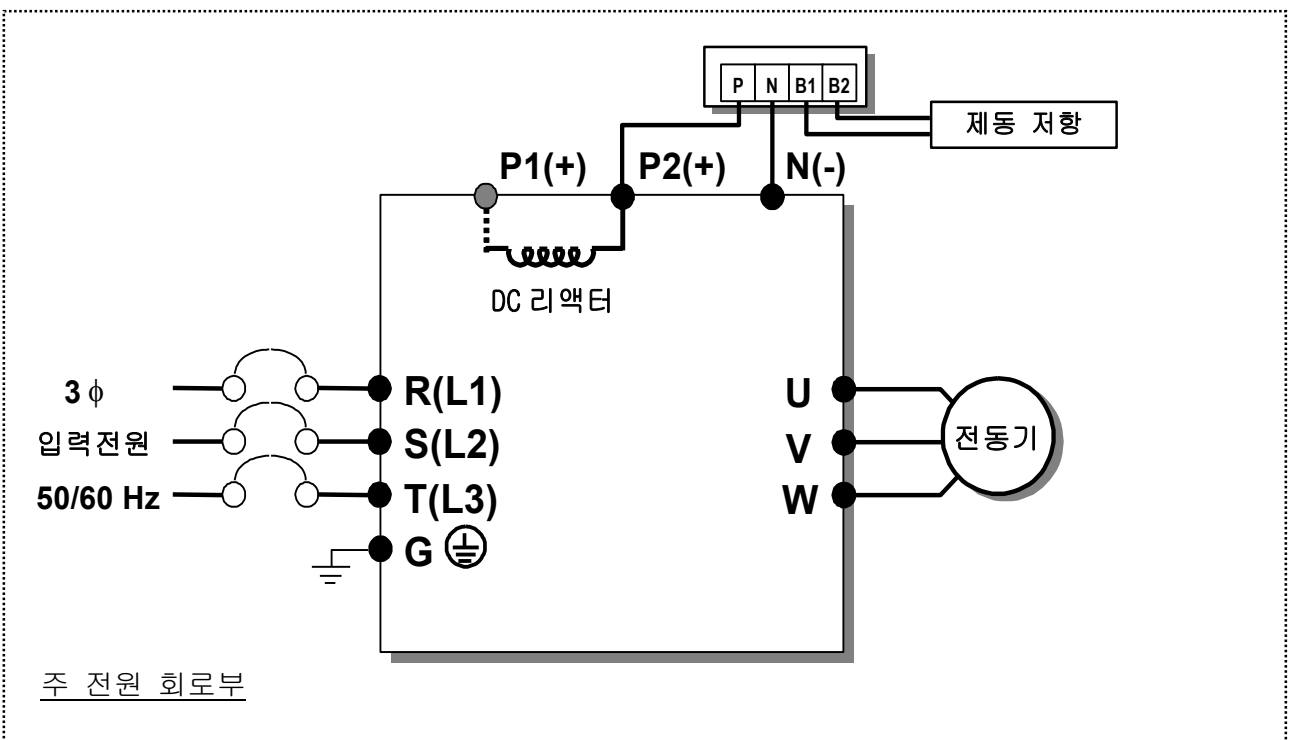 P N B1 B2
제동 저항
P1(+) P2(+) N(-)
DC 리액터
3 ϕ
입력전원
50/60 Hz
R(L1)
S(L2)
T(L3)
G
U
V
W
전동기
주 전원 회로부